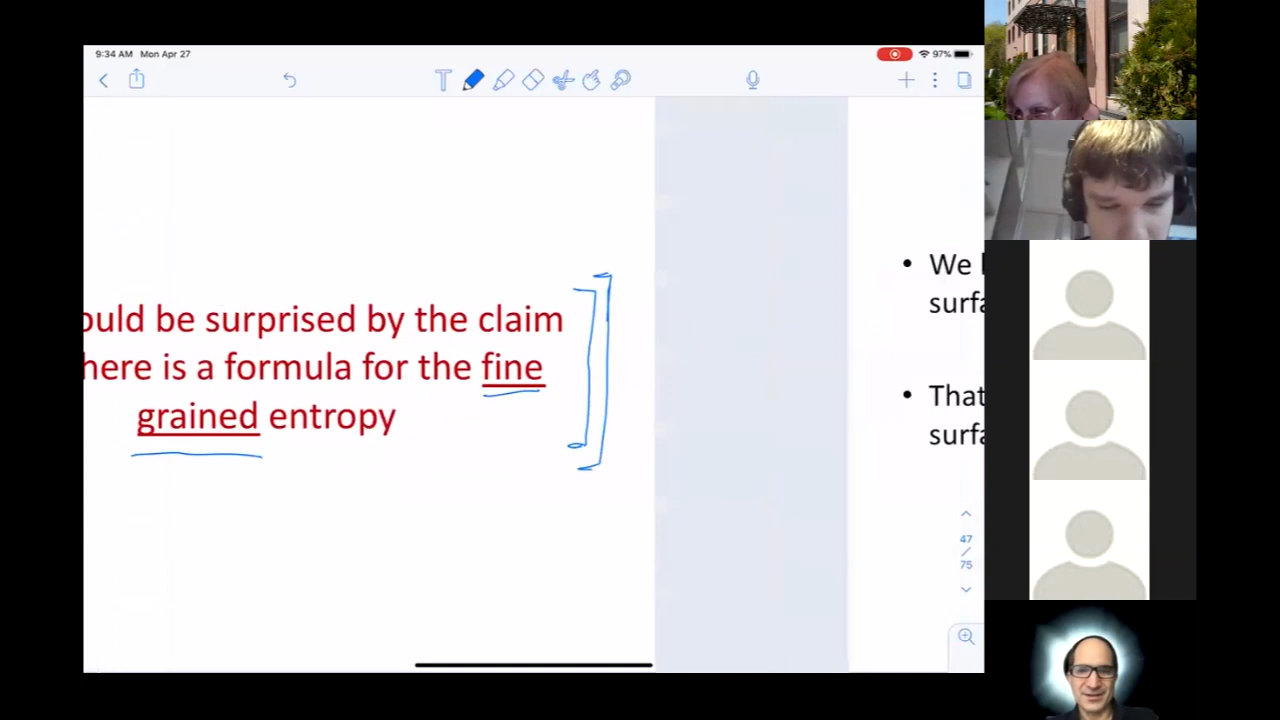 9:34 AM Mon Apr 27
97%
T
ould be surprised by the claim
here is a formula for the fine
grained entropy
• We
surfa
• That
surfa
47
/
75